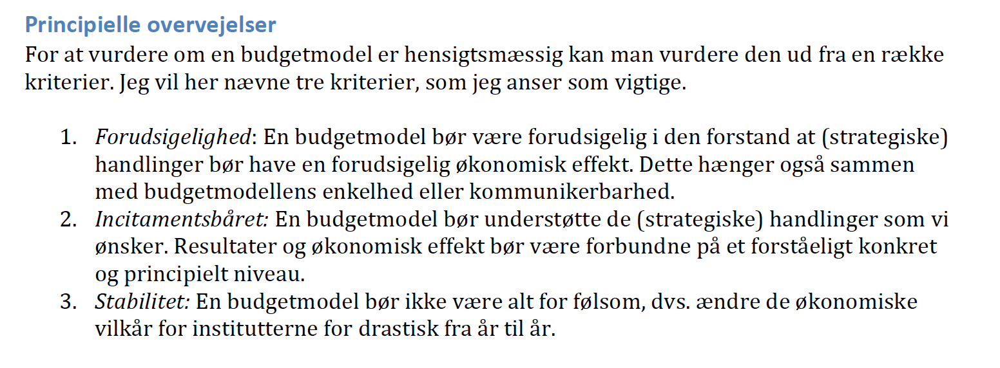 Principielle overvejelser
For at vurdere om en budgetmodel er hensigtsmæssig kan man vurdere den ud fra en række
kriterier. Jeg vil her nævne tre kriterier, som jeg anser som vigtige.
1. Forudsigelighed: En budgetmodel bør være forudsigelig i den forstand at (strategiske)
handlinger bør have en forudsigelig økonomisk effekt. Dette hænger også sammen
med budgetmodellens enkelhed eller kommunikerbarhed.
2. Incitamentsbåret: En budgetmodel bør understøtte de (strategiske) handlinger som vi
ønsker. Resultater og økonomisk effekt bør være forbundne på et forståeligt konkret
og principielt niveau.
3. Stabilitet: En budgetmodel bør ikke være alt for følsom, dvs. ændre de økonomiske
vilkår for institutterne for drastisk fra år til år.